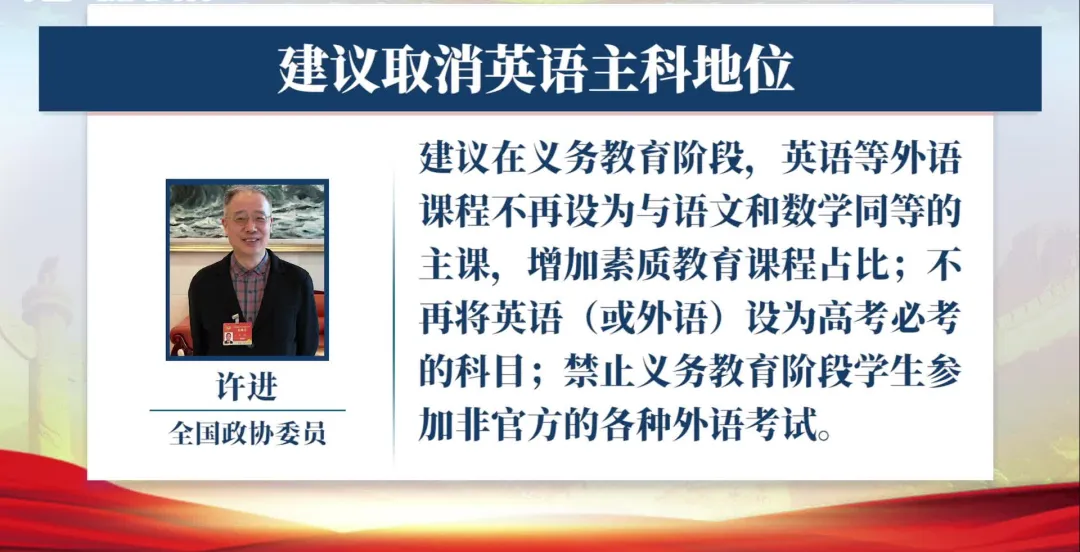 建议取消英语主科地位
建议在义务教育阶段，英语等外语
课程不再设为与语文和数学同等的
主课，增加素质教育课程占比；不
再将英语（或外语）设为高考必考
的科目；禁止义务教育阶段学生参
加非官方的各种外语考试。
许进
全国政协委员